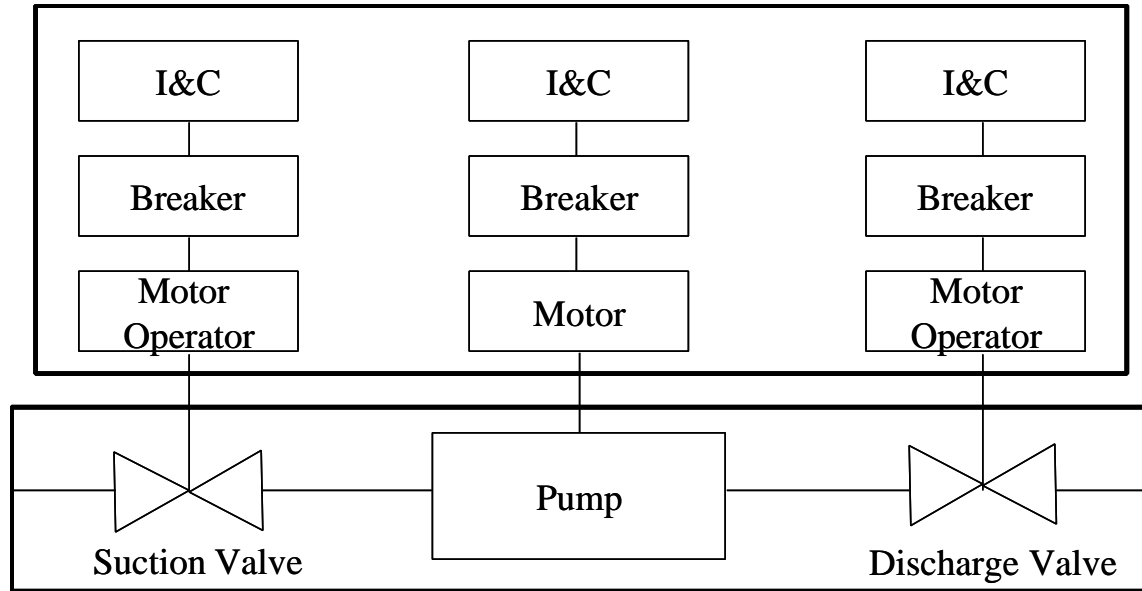 I&C
I&C
I&C
Breaker
Breaker
Breaker
Motor
Operator
Motor
Motor
Operator
Pump
Suction Valve
Discharge Valve